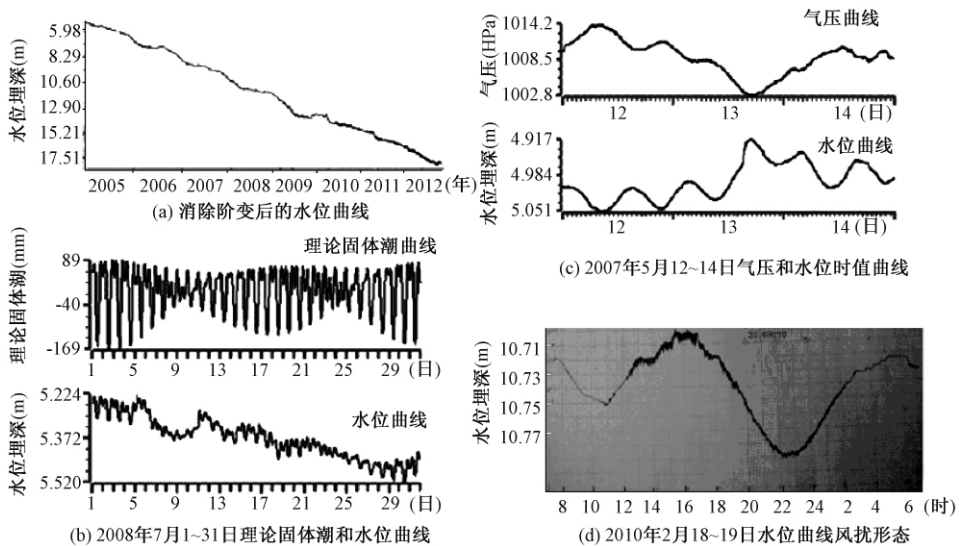 水位埋深(m)
5.98
8.29
10.60
12.90
15.21
17.51
2005 2006 2007 2008 2009 2010 2011 2012 (年)
(a) 消除阶变后的水位曲线
理论固体潮曲线
理论固体潮(mm)
89
-40
-169
1 5 9 13 17 21 25 29 (日)
水位曲线
水位埋深(m)
5.224
5.372
5.520
1 5 9 13 17 21 25 29 (日)
(b) 2008年7月1~31日理论固体潮和水位曲线
气压曲线
气压(HPa)
1014.2
1008.5
1002.8
12 13 14 (日)
水位曲线
水位埋深(m)
4.917
4.984
5.051
12 13 14 (日)
(c) 2007年5月12~14日气压和水位时值曲线
水位埋深(m)
10.71
10.73
10.75
10.77
8 10 12 14 16 18 20 22 24 2 4 6 (时)
(d) 2010年2月18~19日水位曲线风扰形态